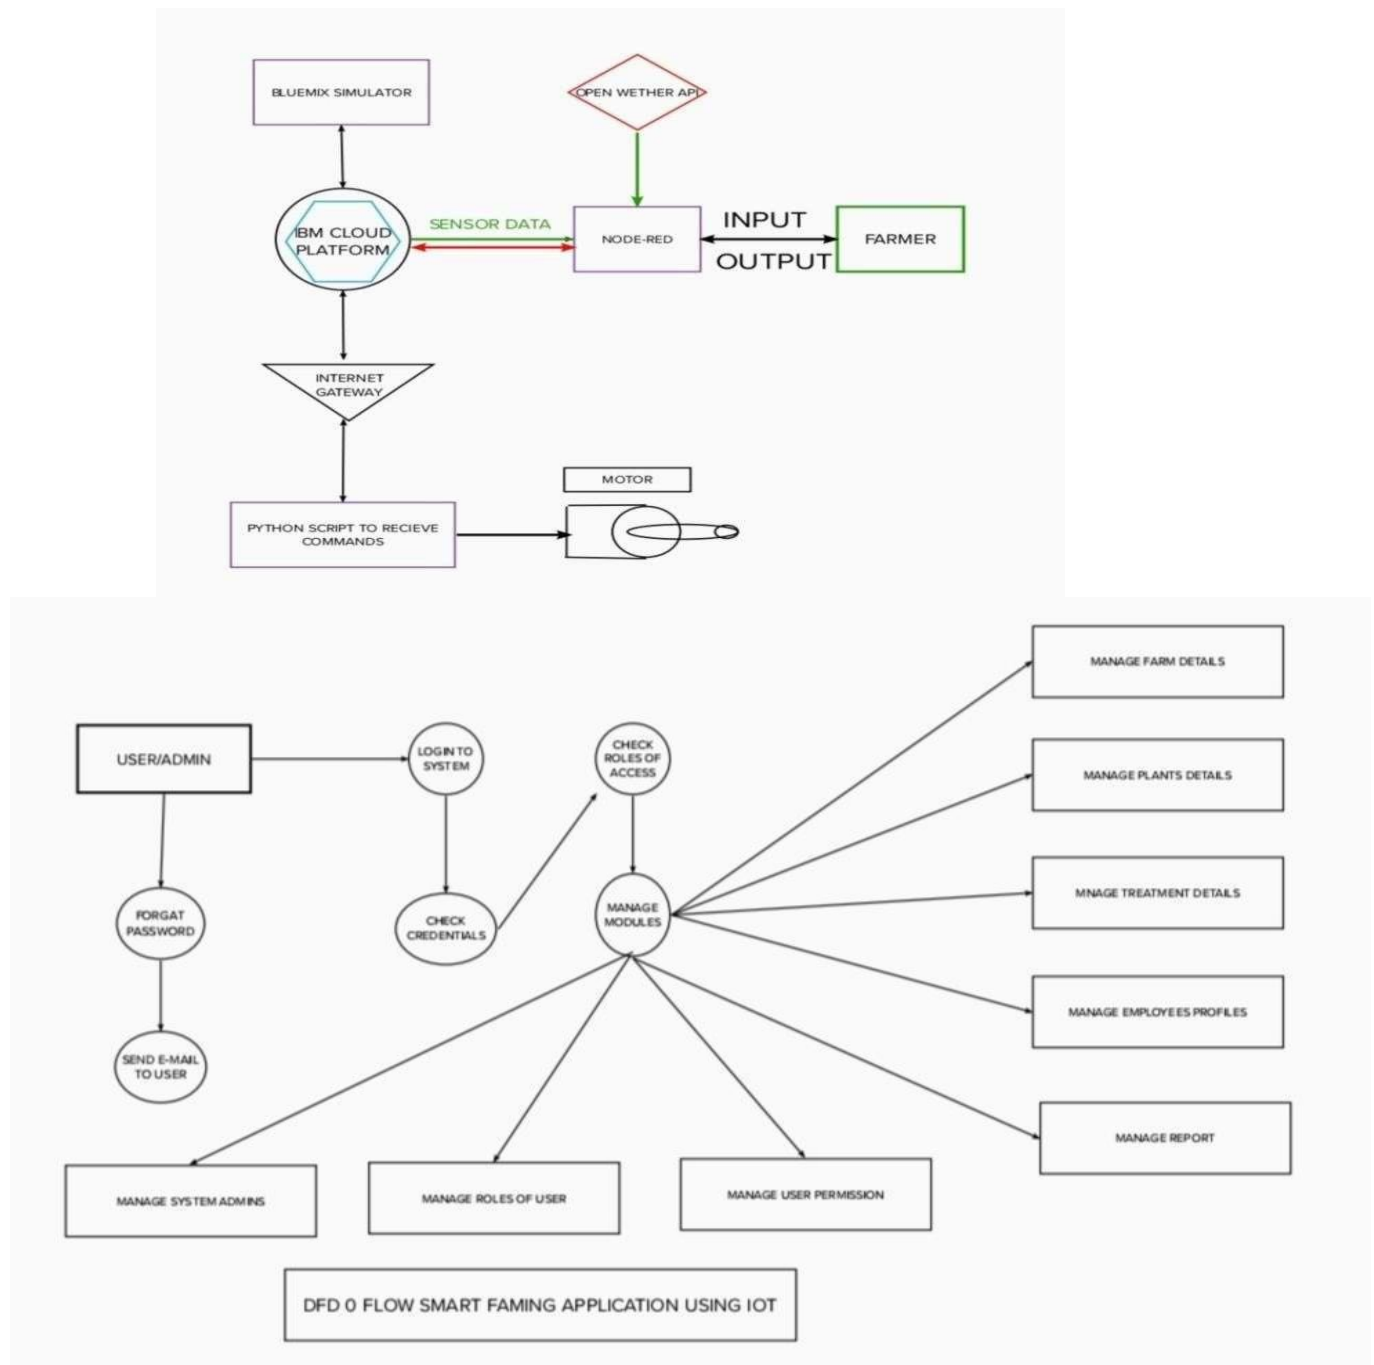 BLUEMIX SIMULATOR
OPEN WETHER API
IBM CLOUD
PLATFORM
SENSOR DATA
NODE-RED
INPUT
OUTPUT
FARMER
INTERNET
GATEWAY
MOTOR
PYTHON SCRIPT TO RECIEVE
COMMANDS
MANAGE FARM DETAILS
USER/ADMIN
LOGIN TO
SYSTEM
CHECK
ROLES OF
ACCESS
MANAGE PLANTS DETAILS
MNAGE TREATMENT DETAILS
FORGAT
PASSWORD
CHECK
CREDENTIALS
MANAGE
MODULES
MANAGE EMPLOYEES PROFILES
SEND E-MAIL
TO USER
MANAGE REPORT
MANAGE SYSTEM ADMINS
MANAGE ROLES OF USER
MANAGE USER PERMISSION
DFD 0 FLOW SMART FAMING APPLICATION USING IOT